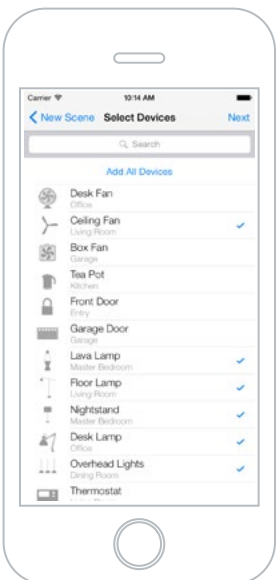 Carrier 10:14 AM
New Scene Select Devices Next
Search
Add All Devices
Desk Fan
Office
Ceiling Fan
Living Room
Box Fan
Garage
Tea Pot
Kitchen
Front Door
Entry
Garage Door
Garage
Lava Lamp
Master Bedroom
Floor Lamp
Living Room
Nightstand
Master Bedroom
Desk Lamp
Office
Overhead Lights
Dining Room
Thermostat